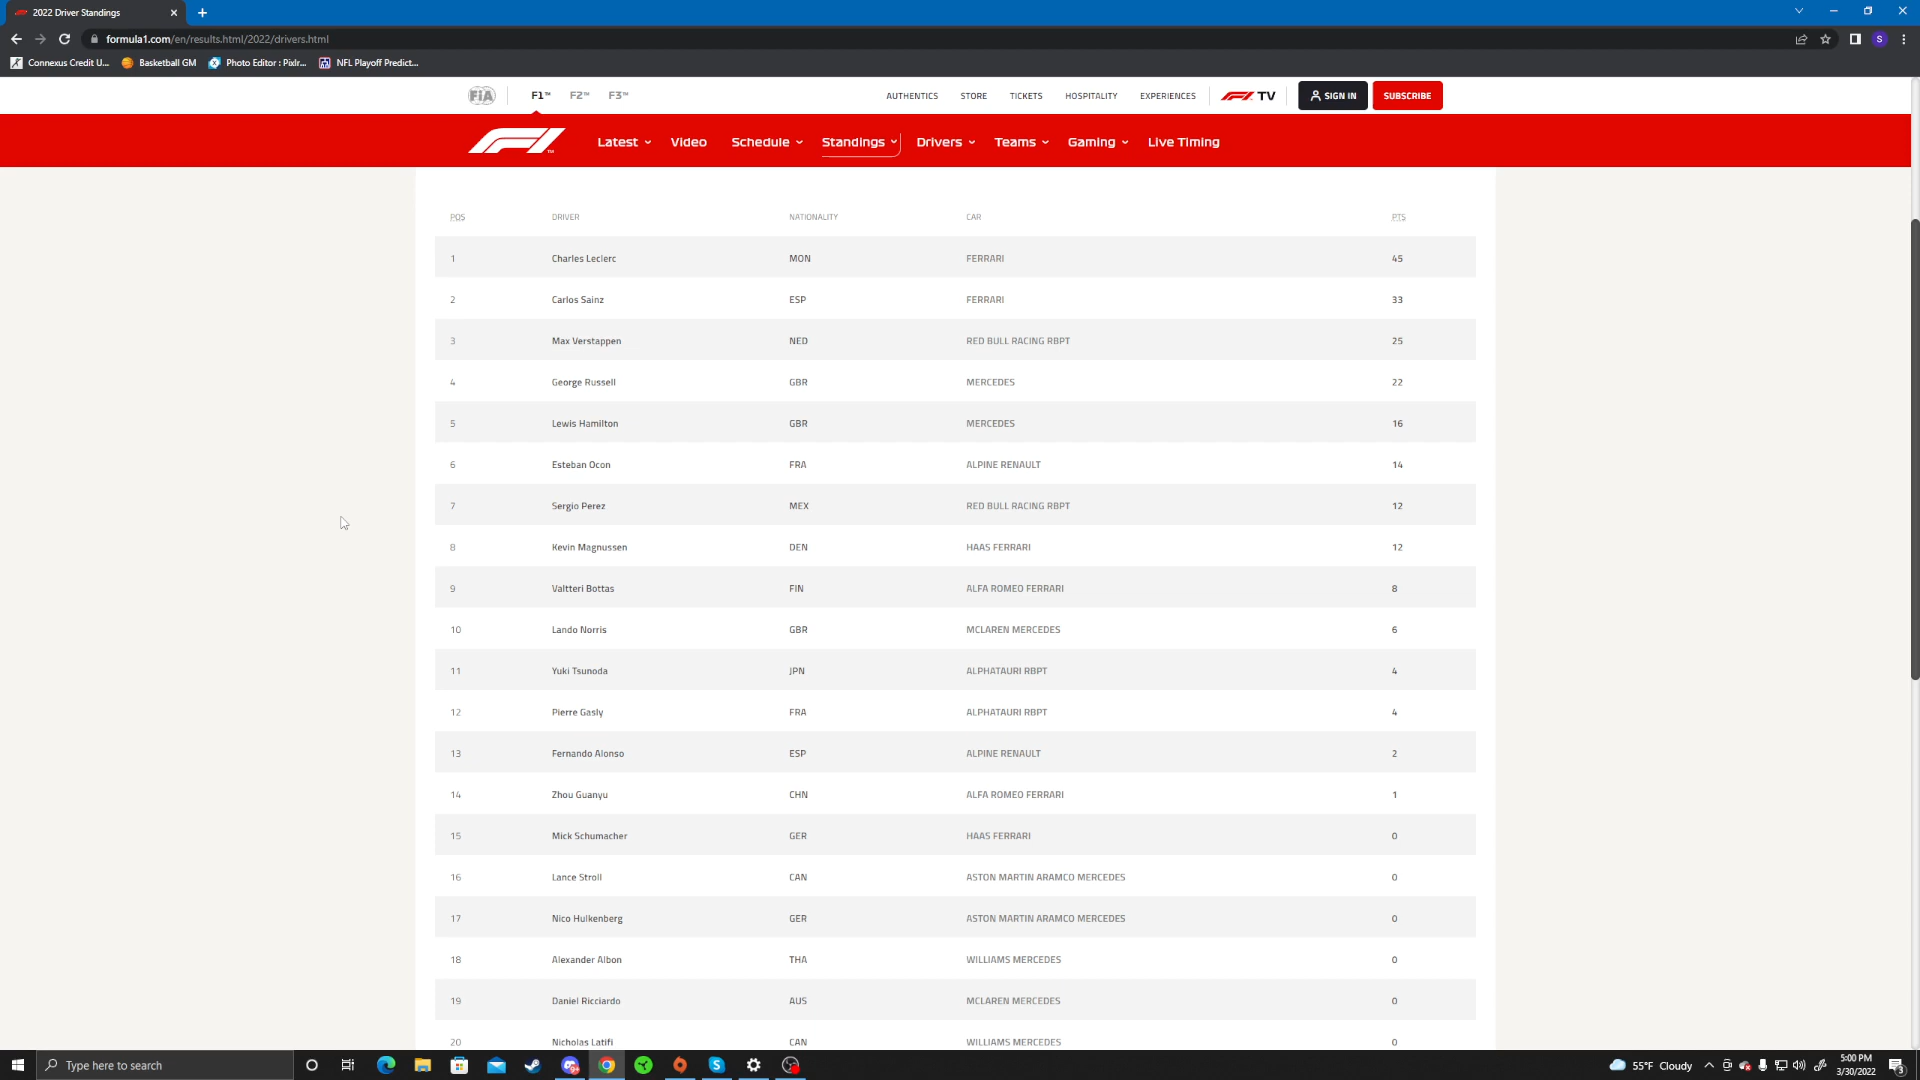 2022 Driver Standings
formula1.com/en/results.html/2022/drivers.html
S
Connexus Credit U... Basketball GM Photo Editor : Pixlr... NFL Playoff Predict...
FIA F1™ F2™ F3™ AUTHENTICS STORE TICKETS HOSPITALITY EXPERIENCES F1 TV SIGN IN SUBSCRIBE
F1 Latest Video Schedule Standings Drivers Teams Gaming Live Timing
POS DRIVER NATIONALITY CAR PTS
1 Charles Leclerc MON FERRARI 45
2 Carlos Sainz ESP FERRARI 33
3 Max Verstappen NED RED BULL RACING RBPT 25
4 George Russell GBR MERCEDES 22
5 Lewis Hamilton GBR MERCEDES 16
6 Esteban Ocon FRA ALPINE RENAULT 14
7 Sergio Perez MEX RED BULL RACING RBPT 12
8 Kevin Magnussen DEN HAAS FERRARI 12
9 Valtteri Bottas FIN ALFA ROMEO FERRARI 8
10 Lando Norris GBR MCLAREN MERCEDES 6
11 Yuki Tsunoda JPN ALPHATAURI RBPT 4
12 Pierre Gasly FRA ALPHATAURI RBPT 4
13 Fernando Alonso ESP ALPINE RENAULT 2
14 Zhou Guanyu CHN ALFA ROMEO FERRARI 1
15 Mick Schumacher GER HAAS FERRARI 0
16 Lance Stroll CAN ASTON MARTIN ARAMCO MERCEDES 0
17 Nico Hulkenberg GER ASTON MARTIN ARAMCO MERCEDES 0
18 Alexander Albon THA WILLIAMS MERCEDES 0
19 Daniel Ricciardo AUS MCLAREN MERCEDES 0
20 Nicholas Latifi CAN WILLIAMS MERCEDES 0
Type here to search 55°F Cloudy 5:00 PM
3/30/2022 3